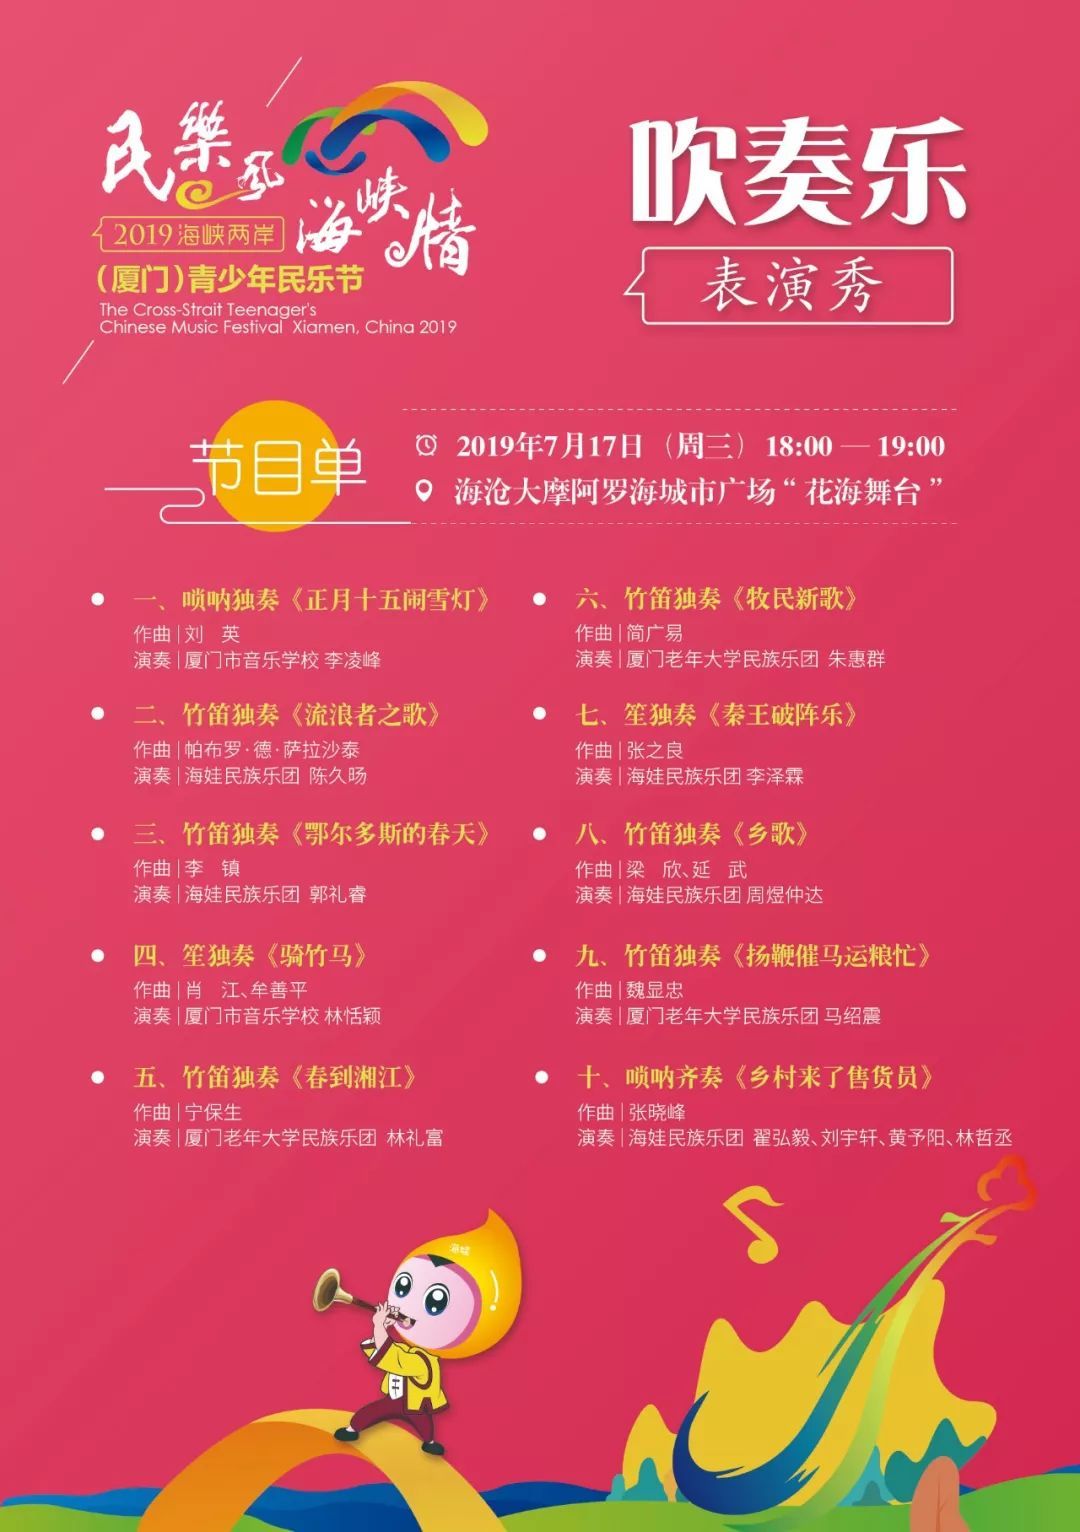 民樂風
海峡情
2019海峡两岸
（厦门）青少年民乐节
The Cross-Strait Teenager's
Chinese Music Festival Xiamen, China 2019
吹奏乐
表演秀
节目单
2019年7月17日（周三）18:00 — 19:00
海沧大摩阿罗海城市广场“花海舞台”
一、唢呐独奏《正月十五闹雪灯》
作曲|刘 英
演奏|厦门市音乐学校 李凌峰
二、竹笛独奏《流浪者之歌》
作曲|帕布罗·德·萨拉沙泰
演奏|海娃民族乐团 陈久旸
三、竹笛独奏《鄂尔多斯的春天》
作曲|李 镇
演奏|海娃民族乐团 郭礼睿
四、笙独奏《骑竹马》
作曲|肖 江、牟善平
演奏|厦门市音乐学校 林恬颖
五、竹笛独奏《春到湘江》
作曲|宁保生
演奏|厦门老年大学民族乐团 林礼富
六、竹笛独奏《牧民新歌》
作曲|简广易
演奏|厦门老年大学民族乐团 朱惠群
七、笙独奏《秦王破阵乐》
作曲|张之良
演奏|海娃民族乐团 李泽霖
八、竹笛独奏《乡歌》
作曲|梁 欣、延 武
演奏|海娃民族乐团 周煜仲达
九、竹笛独奏《扬鞭催马运粮忙》
作曲|魏显忠
演奏|厦门老年大学民族乐团 马绍震
十、唢呐齐奏《乡村来了售货员》
作曲|张晓峰
演奏|海娃民族乐团 翟弘毅、刘宇轩、黄予阳、林哲丞
海娃